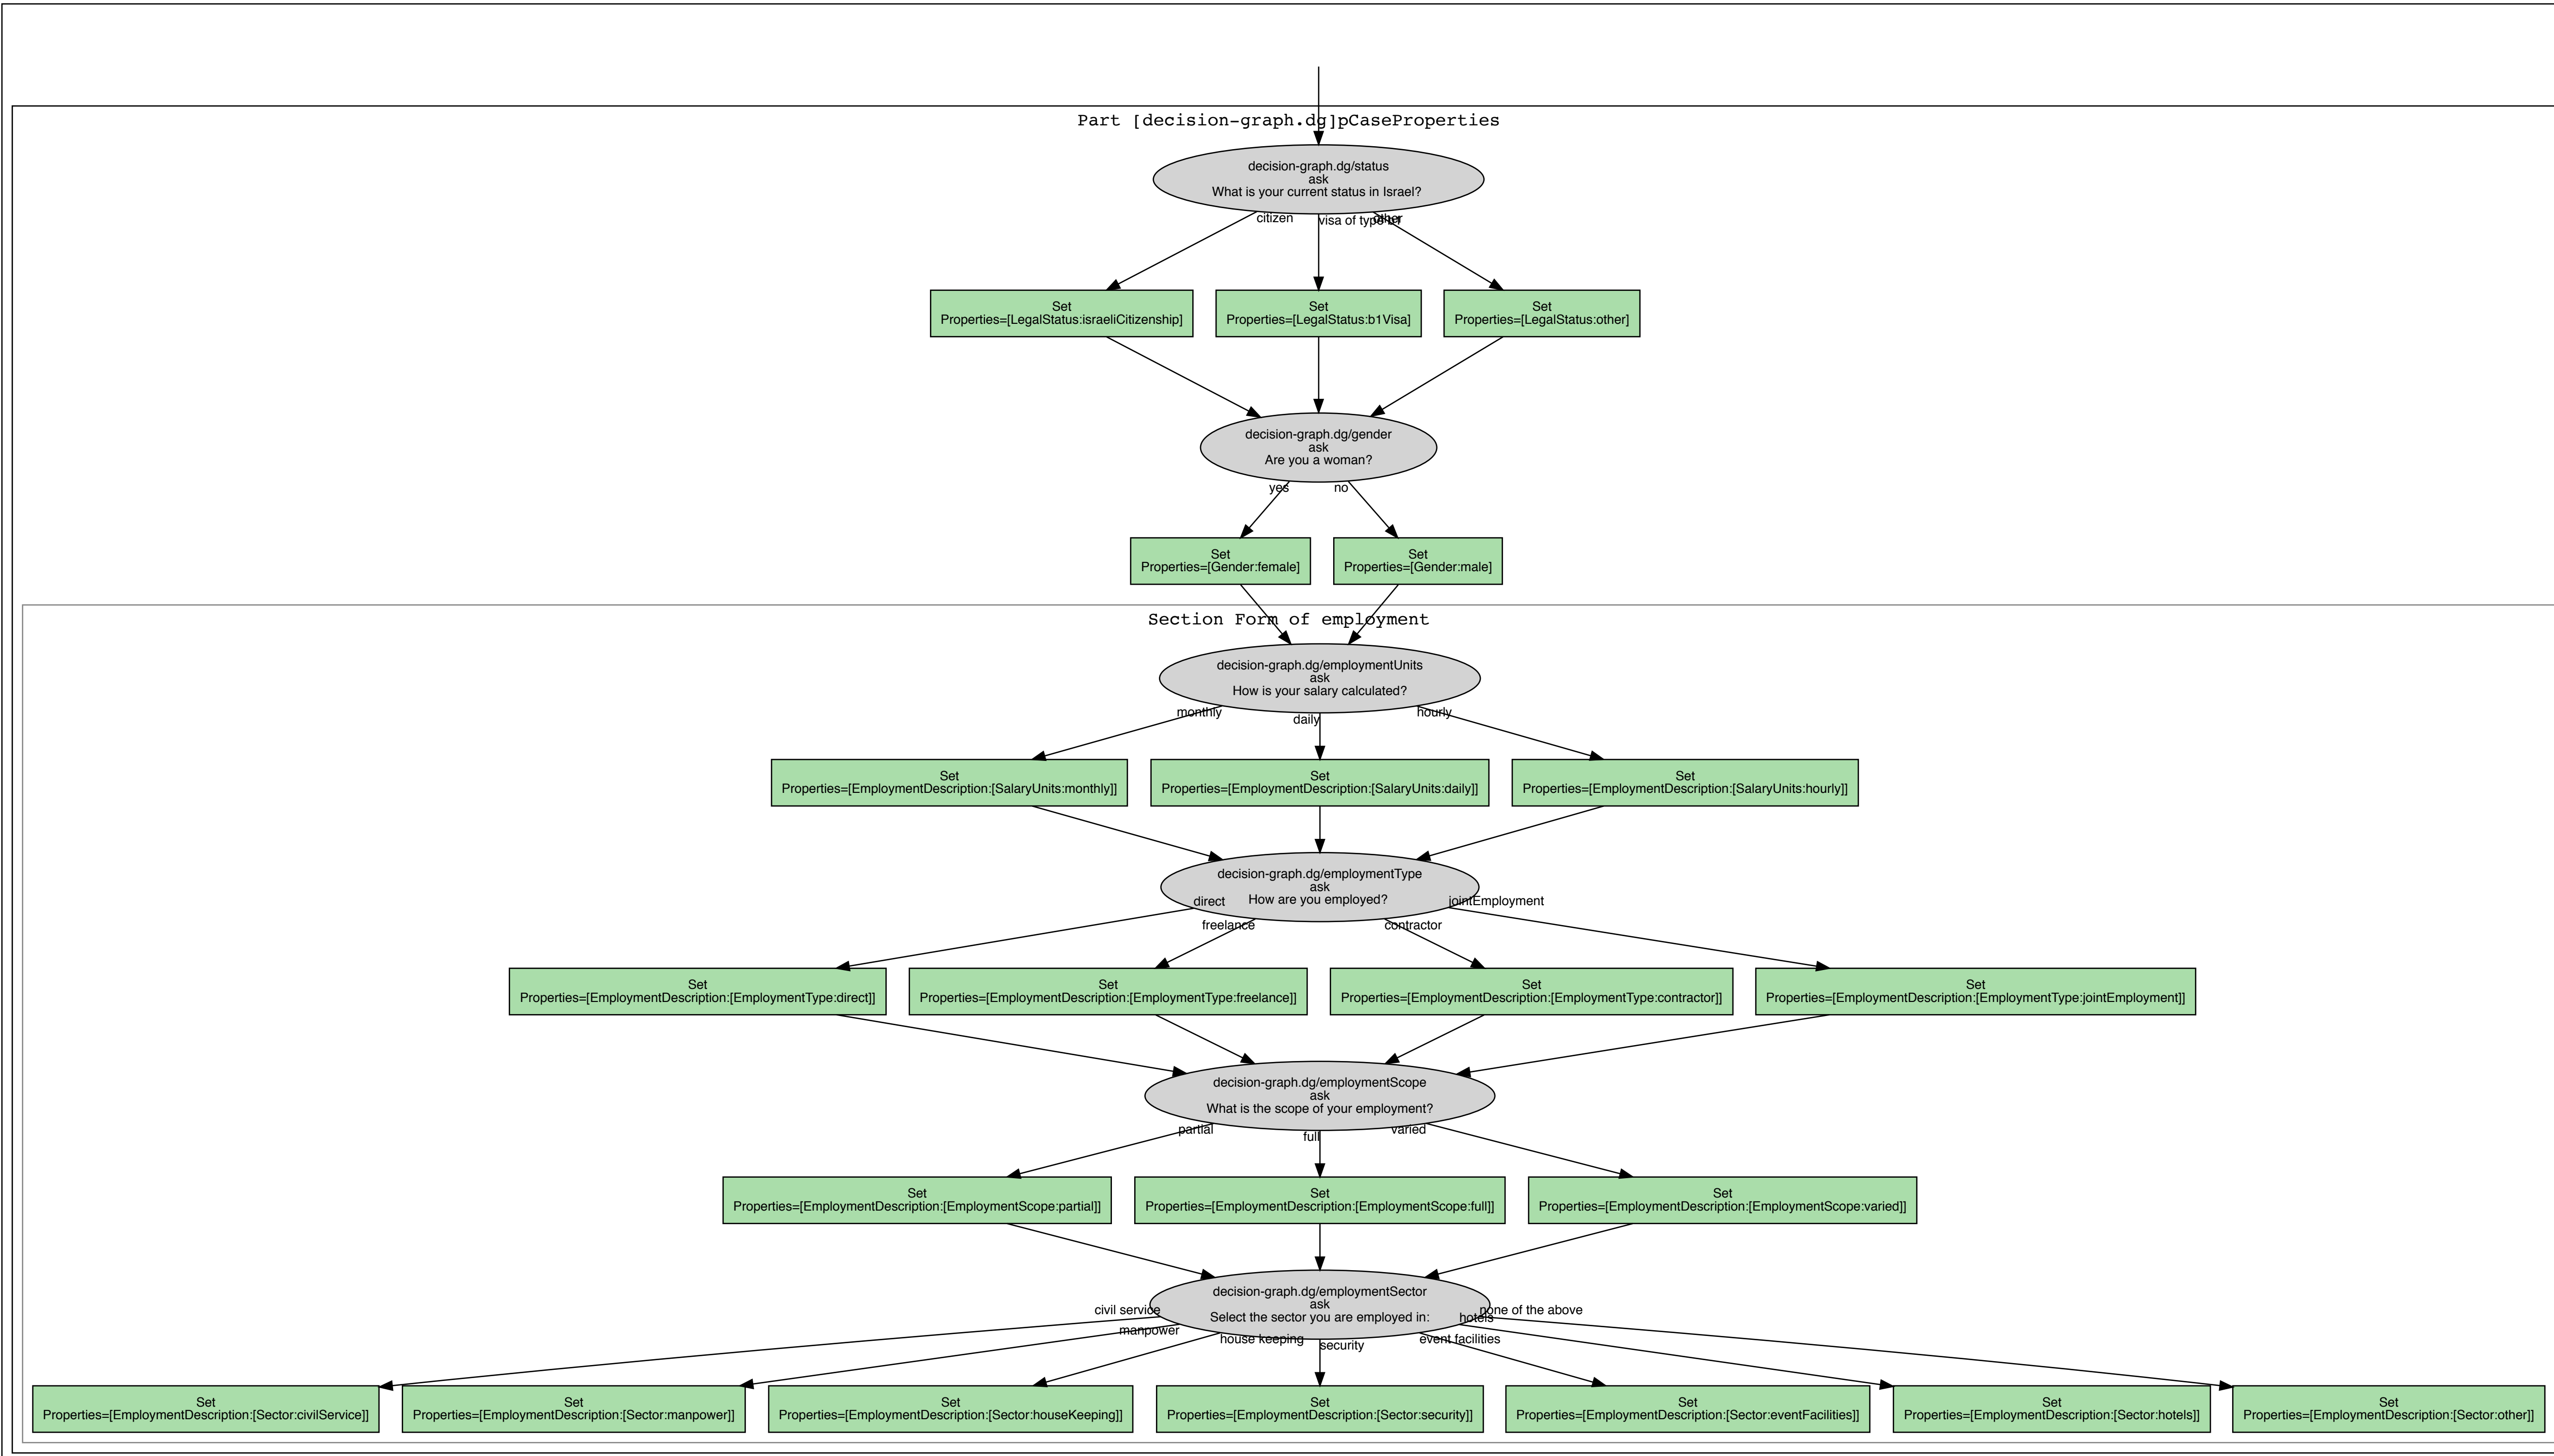 Part [decision-graph.dg]pCaseProperties
decision-graph.dg/status
ask
What is your current status in Israel?
citizen
visa of type b1
other
Set
Properties=[LegalStatus:israeliCitizenship]
Set
Properties=[LegalStatus:b1Visa]
Set
Properties=[LegalStatus:other]
decision-graph.dg/gender
ask
Are you a woman?
yes
no
Set
Properties=[Gender:female]
Set
Properties=[Gender:male]
Section Form of employment
decision-graph.dg/employmentUnits
ask
How is your salary calculated?
monthly
daily
hourly
Set
Properties=[EmploymentDescription:[SalaryUnits:monthly]]
Set
Properties=[EmploymentDescription:[SalaryUnits:daily]]
Set
Properties=[EmploymentDescription:[SalaryUnits:hourly]]
decision-graph.dg/employmentType
ask
How are you employed?
direct
freelance
contractor
jointEmployment
Set
Properties=[EmploymentDescription:[EmploymentType:direct]]
Set
Properties=[EmploymentDescription:[EmploymentType:freelance]]
Set
Properties=[EmploymentDescription:[EmploymentType:contractor]]
Set
Properties=[EmploymentDescription:[EmploymentType:jointEmployment]]
decision-graph.dg/employmentScope
ask
What is the scope of your employment?
partial
full
varied
Set
Properties=[EmploymentDescription:[EmploymentScope:partial]]
Set
Properties=[EmploymentDescription:[EmploymentScope:full]]
Set
Properties=[EmploymentDescription:[EmploymentScope:varied]]
decision-graph.dg/employmentSector
ask
Select the sector you are employed in:
civil service
manpower
house keeping
security
event facilities
hotels
none of the above
Set
Properties=[EmploymentDescription:[Sector:civilService]]
Set
Properties=[EmploymentDescription:[Sector:manpower]]
Set
Properties=[EmploymentDescription:[Sector:houseKeeping]]
Set
Properties=[EmploymentDescription:[Sector:security]]
Set
Properties=[EmploymentDescription:[Sector:eventFacilities]]
Set
Properties=[EmploymentDescription:[Sector:hotels]]
Set
Properties=[EmploymentDescription:[Sector:other]]